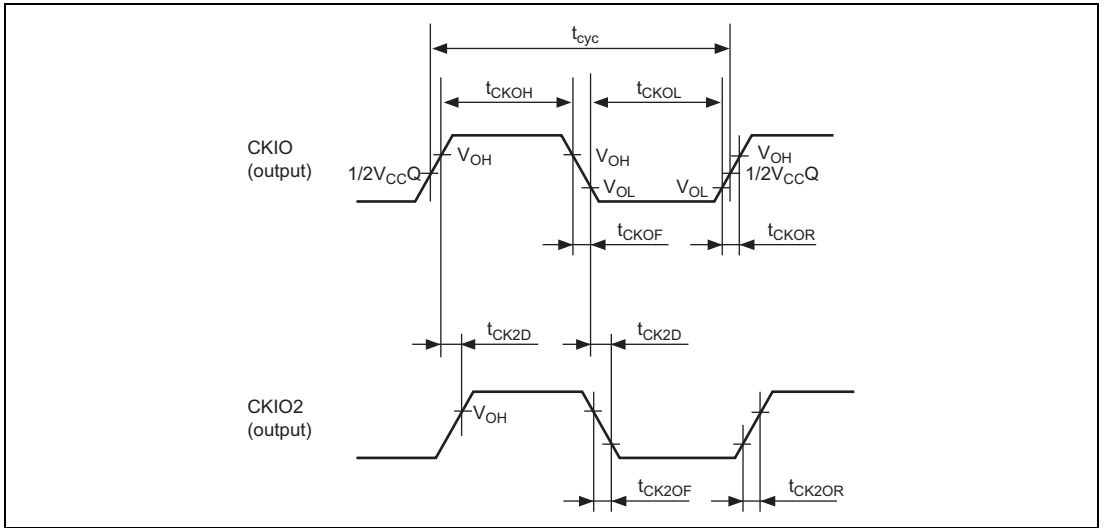 tcyc
tCKOH
tCKOL
CKIO
(output)
1/2VCCQ
VOH
VOH
VOL
VOL
VOH
1/2VCCQ
tCKOF
tCKOR
tCK2D
tCK2D
CKIO2
(output)
VOH
tCK2OF
tCK2OR